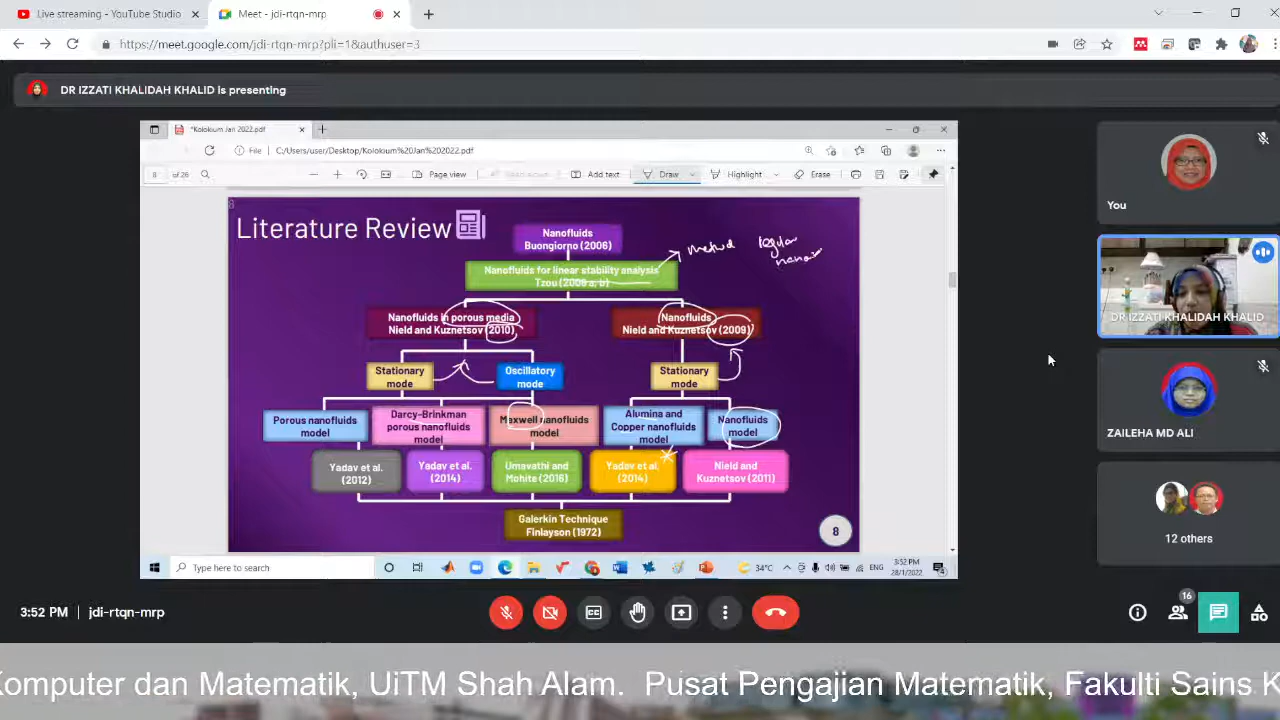 Live streaming - YouTube Studio
Meet - jdi-rtqn-mrp
https://meet.google.com/jdi-rtqn-mrp?pli=1&authuser=3
DR IZZATI KHALIDAH KHALID is presenting
*Kolokium Jan 2022.pdf
File
C:/Users/user/Desktop/Kolokium%20Jan%202022.pdf
8 of 26
Page view
Add text
Draw
Highlight
Erase
8
Literature Review
Nanofluids
Buongiorno (2006)
Nanofluids for linear stability analysis
Tzou (2008 a; b)
method
regular
Nanofluids in porous media
Nield and Kuznetsov (2010)
Nanofluids
Nield and Kuznetsov (2009)
Stationary
mode
Oscillatory
mode
Stationary
mode
Porous nanofluids
model
Darcy-Brinkman
porous nanofluids
model
Maxwell nanofluids
model
Alumina and
Copper nanofluids
model
Nanofluids
model
Yadav et al.
(2012)
Yadav et al.
(2014)
Umavathi and
Mohite (2016)
Yadav et al.
(2014)
Nield and
Kuznetsov (2011)
Galerkin Technique
Finlayson (1972)
8
Type here to search
34°C
ENG
3:52 PM
28/1/2022
You
DR IZZATI KHALIDAH KHALID
ZAILEHA MD ALI
12 others
3:52 PM | jdi-rtqn-mrp
CC
16
Komputer dan Matematik, UiTM Shah Alam. Pusat Pengajian Matematik, Fakulti Sains K